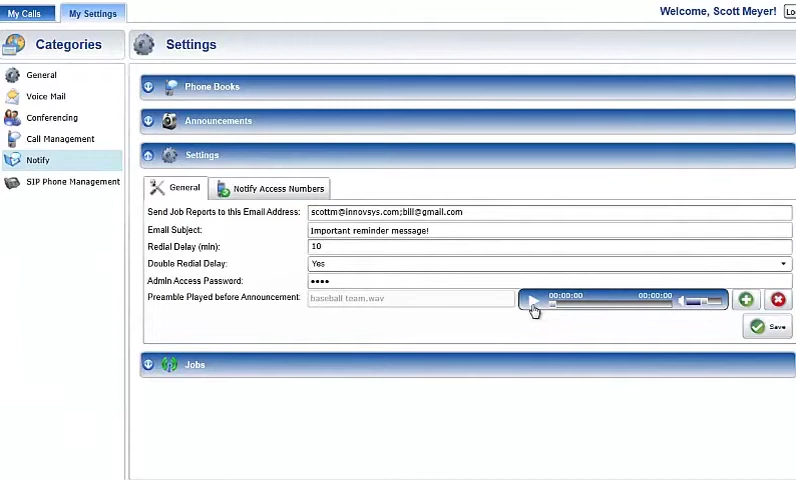 My Calls
My Settings
Welcome, Scott Meyer!
Categories
Settings
General
Voice Mail
Conferencing
Call Management
Notify
SIP Phone Management
Phone Books
Announcements
Settings
General
Notify Access Numbers
Send Job Reports to this Email Address: scottm@innovsys.com;bill@gmail.com
Email Subject: Important reminder message!
Redial Delay (min): 10
Double Redial Delay: Yes
Admin Access Password: ••••
Preamble Played before Announcement: baseball team.wav 00:00:00 00:00:00
Save
Jobs